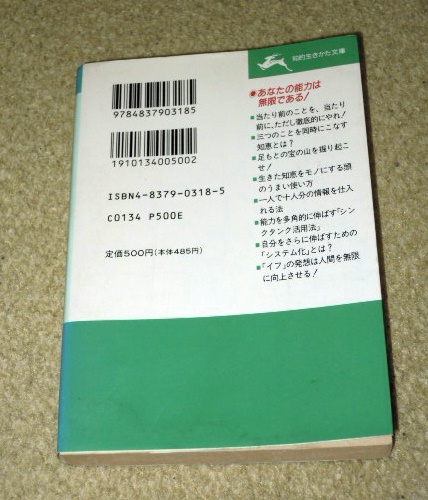 知的生きかた文庫
9784837903185
1910134005002
ISBN4-8379-0318-5
C0134 P500E
定価500円(本体485円)
●あなたの能力は
無限である!
■当たり前のことを、当たり
前に、ただし徹底的にやれ!
■三つのことを同時にこなす
知恵とは?
■足もとの宝の山を掘り起こ
せ!
■生きた知恵をモノにする頭
のうまい使い方
■一人で十人分の情報を仕入
れる法
■能力を多角的に伸ばす「シン
クタンク活用法」
■自分をさらに伸ばすための
「システム化」とは?
■「イフ」の発想は人間を無限
に向上させる!